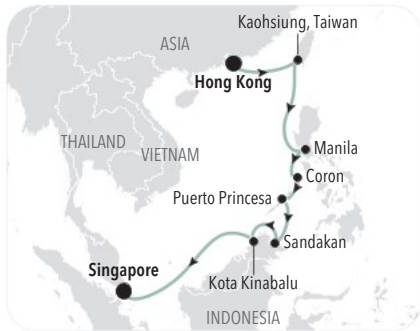 Kaohsiung, Taiwan
ASIA
Hong Kong
THAILAND
VIETNAM
Manila
Coron
Puerto Princesa
Sandakan
Singapore
Kota Kinabalu
INDONESIA